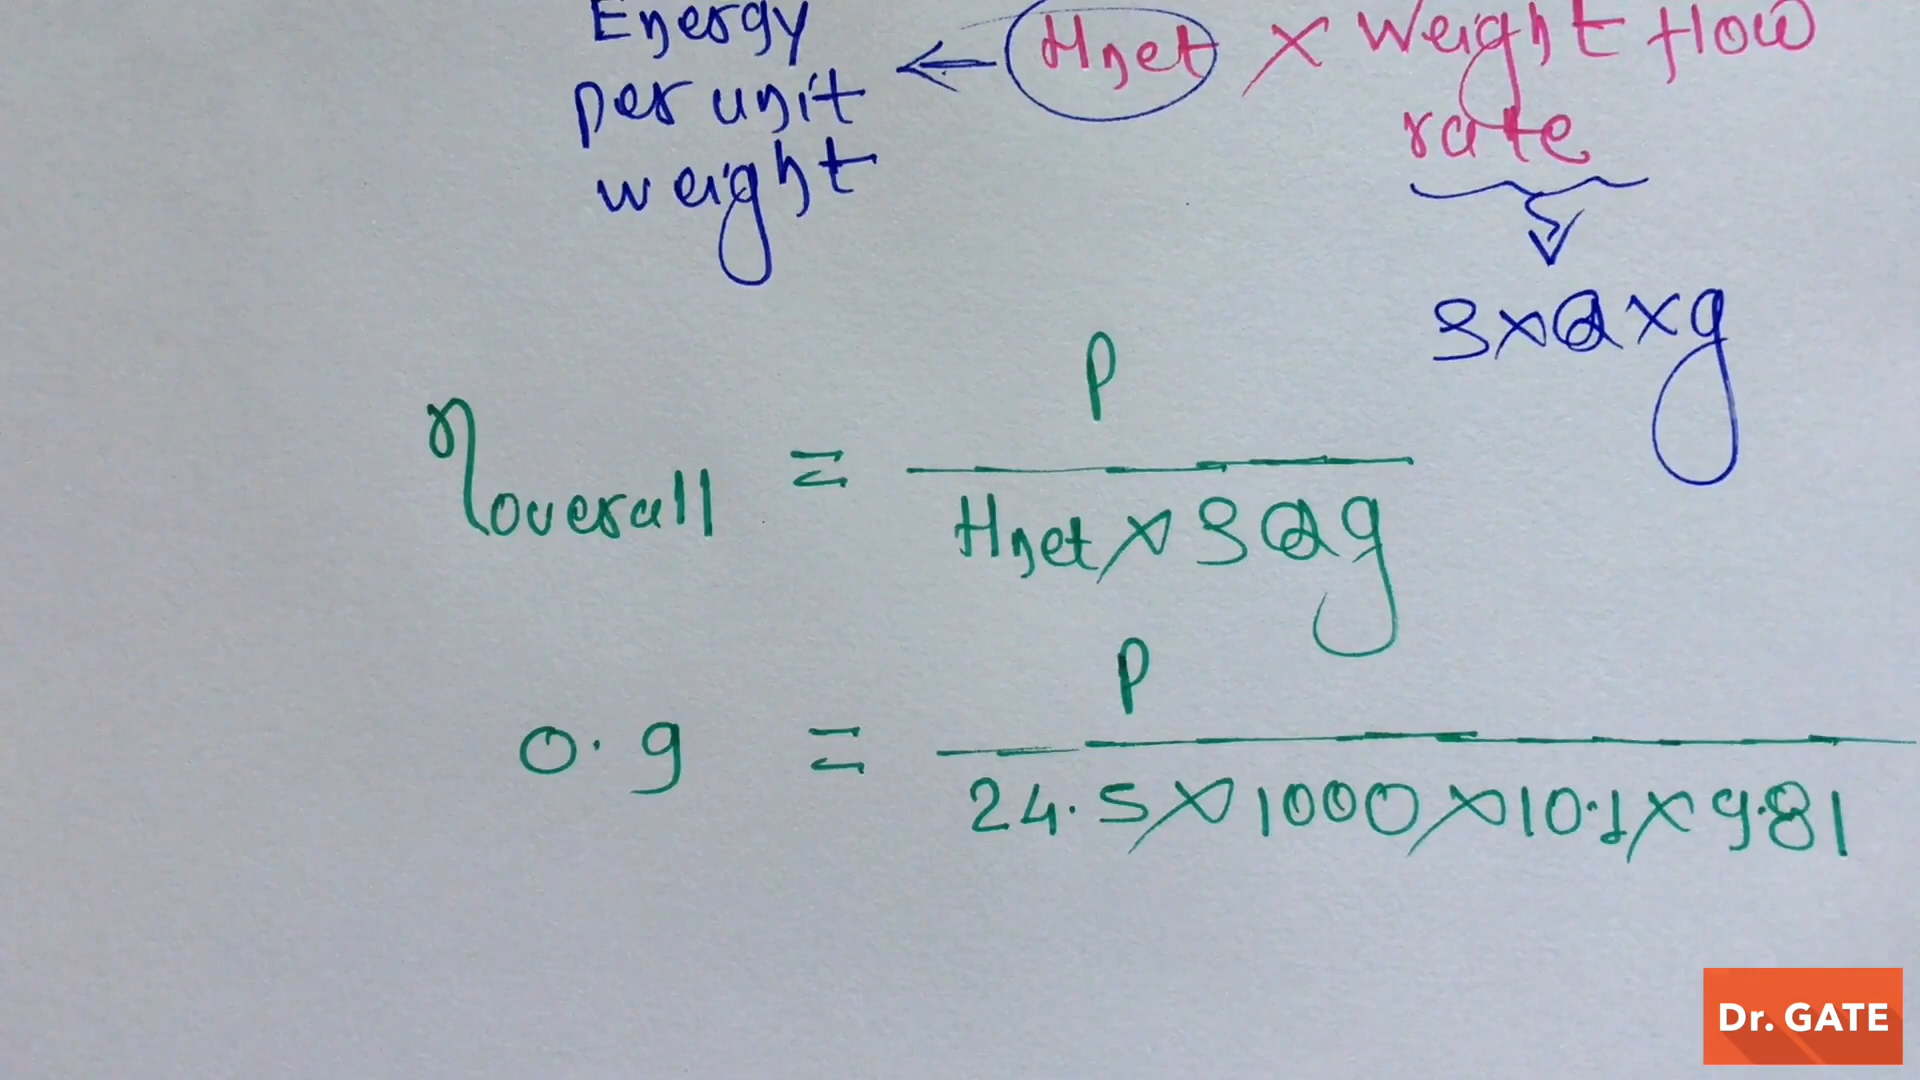 Energy ← Hnet × Weight flow
per unit
rate
weight
ρ×Q×g
P
ηoverall = ―
Hnet × ρQg
P
0.9 = ―
24.5×1000×10.1×9.81
Dr. GATE